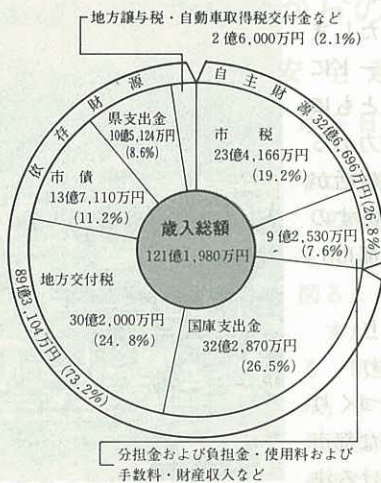 地方譲与税・自動車取得税交付金など
2億6,000万円(2.1%)
自主財源
32億6,696万円(26.8%)
依存財源
89億3,104万円(73.2%)
県支出金
10億5,124万円
(8.6%)
市税
23億4,166万円
(19.2%)
市債
13億7,110万円
(11.2%)
歳入総額
121億1,980万円
9億2,530万円
(7.6%)
地方交付税
30億2,000万円
(24.8%)
国庫支出金
32億2,870万円
(26.5%)
分担金および負担金・使用料および
手数料・財産収入など